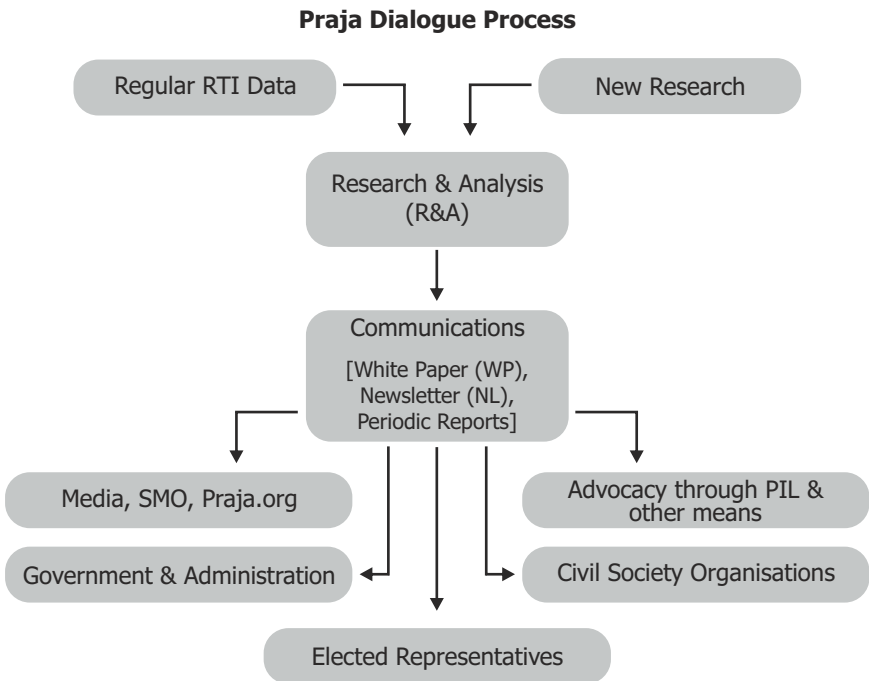 Praja Dialogue Process
Regular RTI Data
New Research
Research & Analysis
(R&A)
Communications
[White Paper (WP),
Newsletter (NL),
Periodic Reports]
Media, SMO, Praja.org
Advocacy through PIL &
other means
Government & Administration
Civil Society Organisations
Elected Representatives